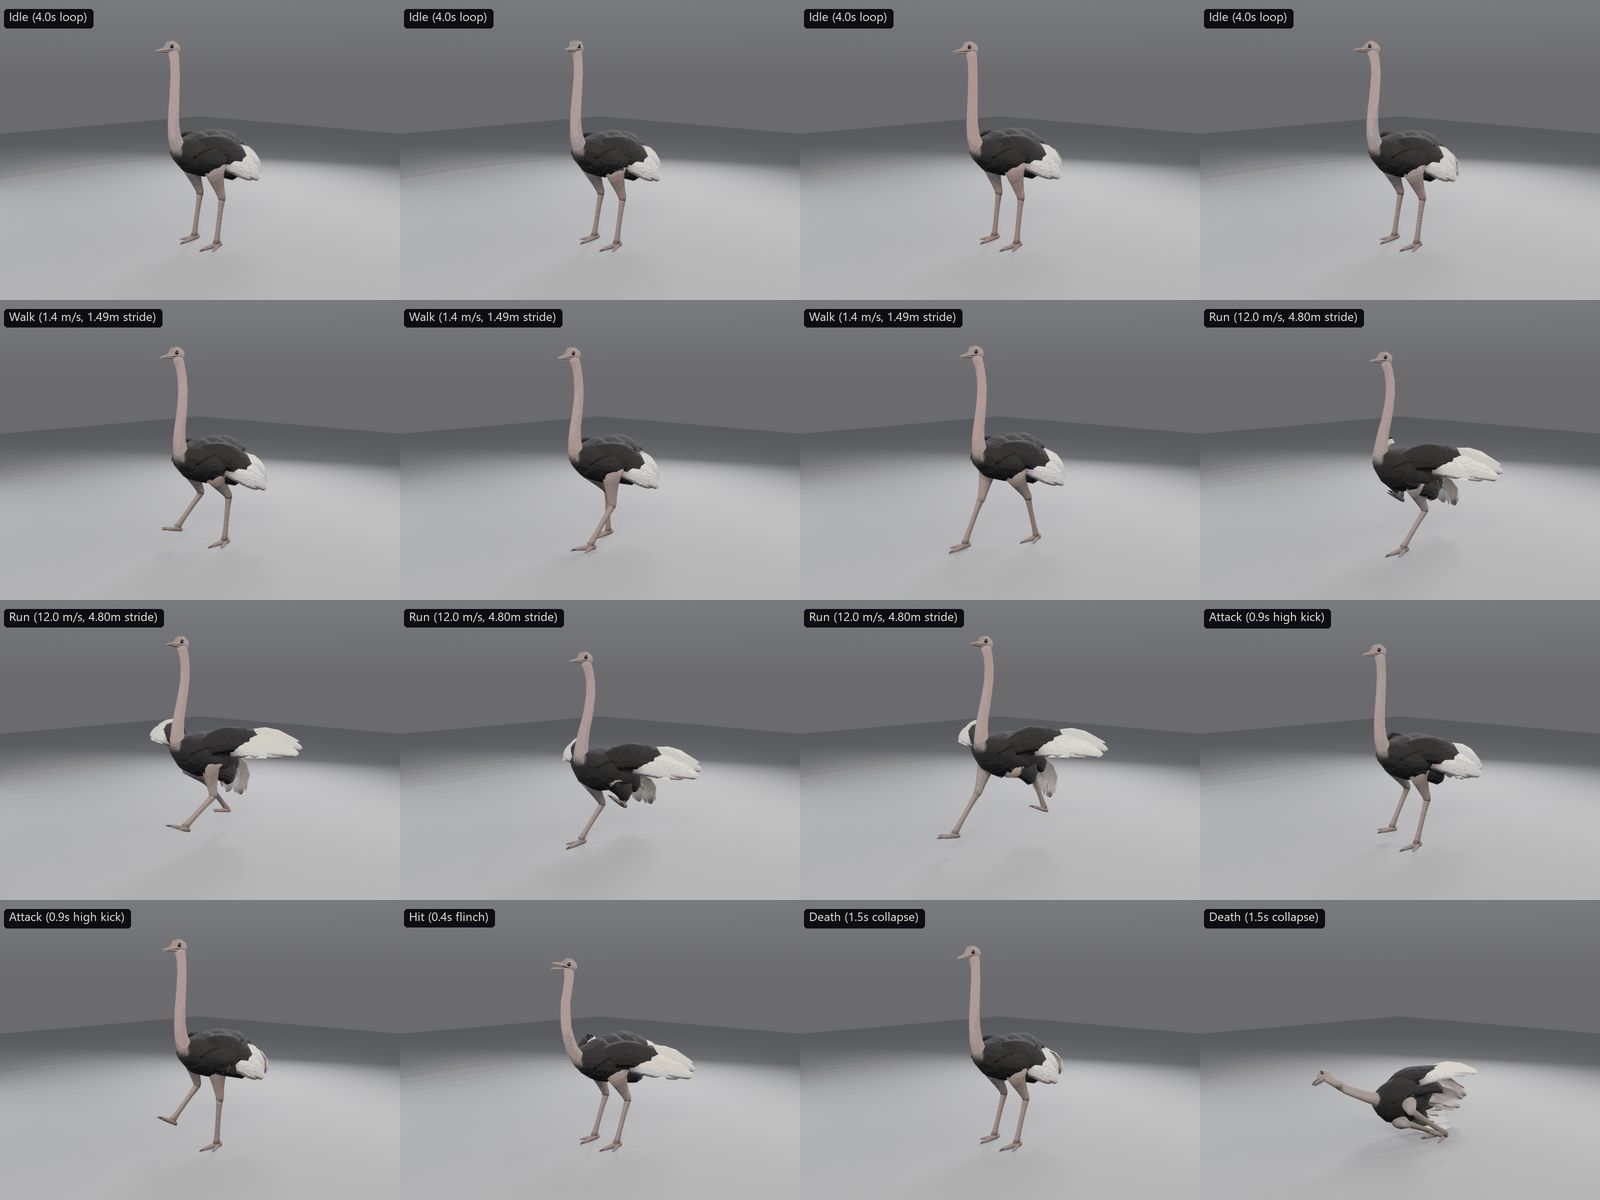 Idle (4.0s loop)
Idle (4.0s loop)
Idle (4.0s loop)
Idle (4.0s loop)
Walk (1.4 m/s, 1.49m stride)
Walk (1.4 m/s, 1.49m stride)
Walk (1.4 m/s, 1.49m stride)
Run (12.0 m/s, 4.80m stride)
Run (12.0 m/s, 4.80m stride)
Run (12.0 m/s, 4.80m stride)
Run (12.0 m/s, 4.80m stride)
Attack (0.9s high kick)
Attack (0.9s high kick)
Hit (0.4s flinch)
Death (1.5s collapse)
Death (1.5s collapse)